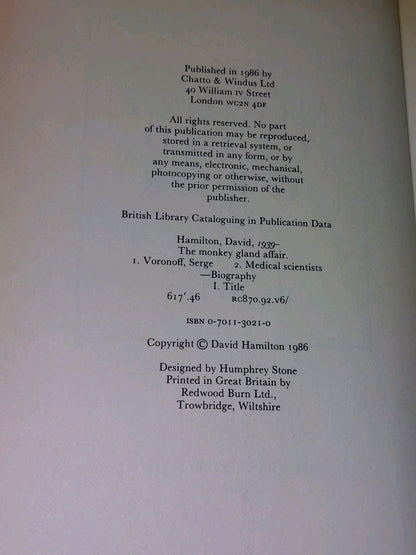 Published in 1986 by
Chatto & Windus Ltd
40 William IV Street
London WC2N 4DF
All rights reserved. No part
of this publication may be reproduced,
stored in a retrieval system, or
transmitted in any form, or by
any means, electronic, mechanical,
photocopying or otherwise, without
the prior permission of the
publisher.
British Library Cataloguing in Publication Data
Hamilton, David, 1939–
The monkey gland affair.
1. Voronoff, Serge 2. Medical scientists
—Biography
I. Title
617'.46 RC870.92.V6/
ISBN 0-7011-3021-0
Copyright © David Hamilton 1986
Designed by Humphrey Stone
Printed in Great Britain by
Redwood Burn Ltd.,
Trowbridge, Wiltshire